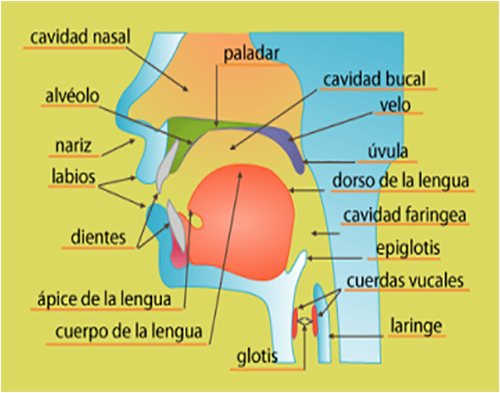 cavidad nasal
paladar
cavidad bucal
alvéolo
velo
nariz
úvula
labios
dorso de la lengua
cavidad faringea
dientes
epiglotis
cuerdas vucales
ápice de la lengua
cuerpo de la lengua
laringe
glotis